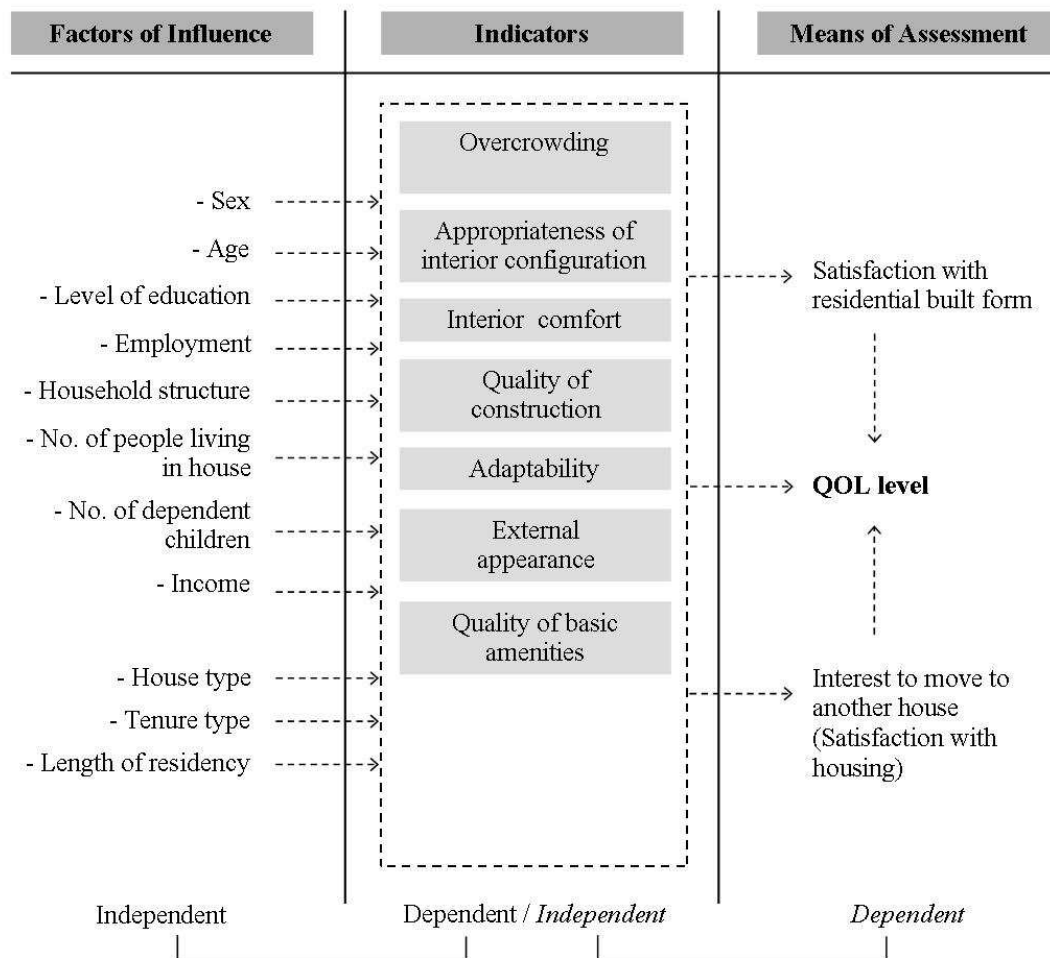 Factors of Influence
Indicators
Means of Assessment
- Sex
- Age
- Level of education
- Employment
- Household structure
- No. of people living
in house
- No. of dependent
children
- Income
- House type
- Tenure type
- Length of residency
Overcrowding
Appropriateness of
interior configuration
Interior comfort
Quality of
construction
Adaptability
External
appearance
Quality of basic
amenities
Satisfaction with
residential built form
QOL level
Interest to move to
another house
(Satisfaction with
housing)
Independent
Dependent / Independent
Dependent